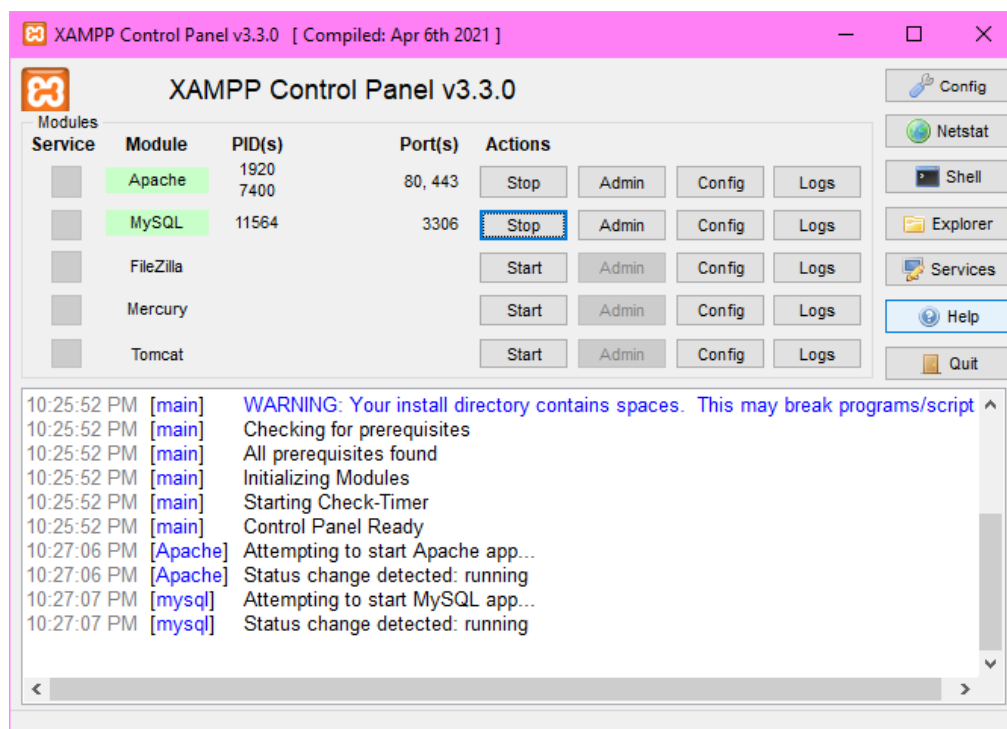 XAMPP Control Panel v3.3.0 [ Compiled: Apr 6th 2021 ]
XAMPP Control Panel v3.3.0
Config
Netstat
Shell
Explorer
Services
Help
Quit
Modules
Service Module PID(s) Port(s) Actions
Apache 1920 7400 80, 443 Stop Admin Config Logs
MySQL 11564 3306 Stop Admin Config Logs
FileZilla Start Admin Config Logs
Mercury Start Admin Config Logs
Tomcat Start Admin Config Logs
10:25:52 PM [main] WARNING: Your install directory contains spaces. This may break programs/script
10:25:52 PM [main] Checking for prerequisites
10:25:52 PM [main] All prerequisites found
10:25:52 PM [main] Initializing Modules
10:25:52 PM [main] Starting Check-Timer
10:25:52 PM [main] Control Panel Ready
10:27:06 PM [Apache] Attempting to start Apache app...
10:27:06 PM [Apache] Status change detected: running
10:27:07 PM [mysql] Attempting to start MySQL app...
10:27:07 PM [mysql] Status change detected: running